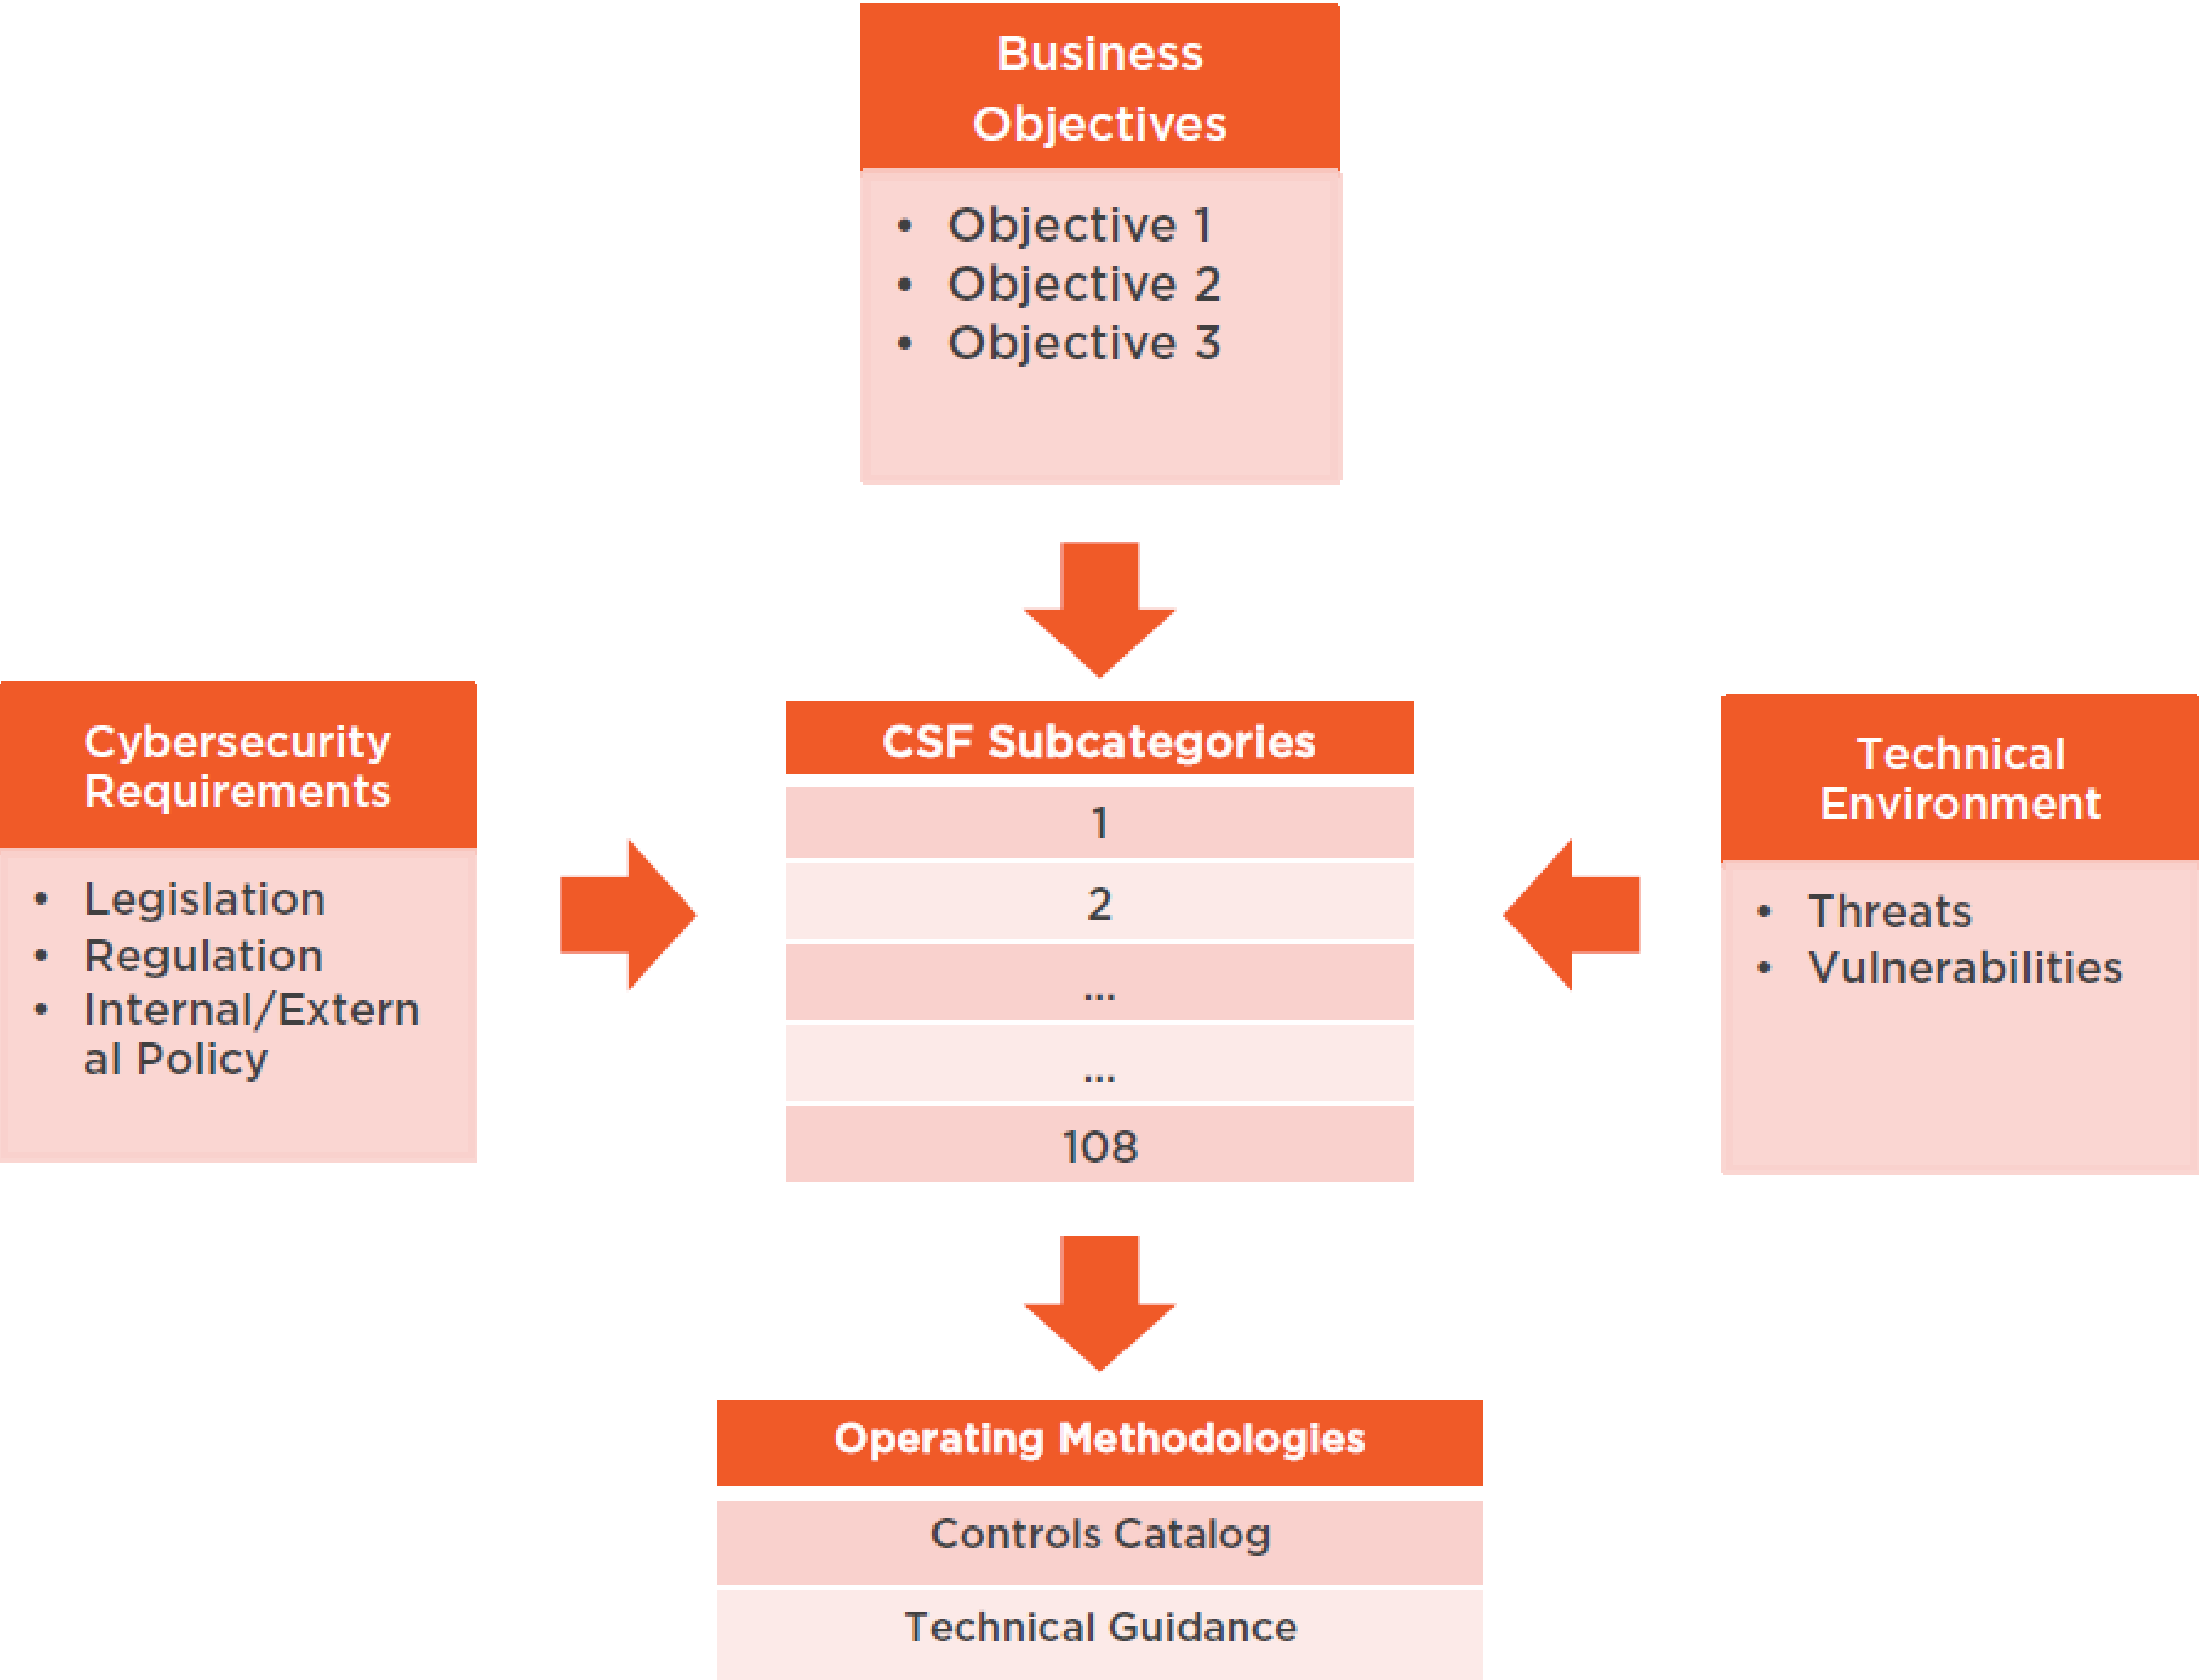 Business
Objectives
• Objective 1
• Objective 2
• Objective 3
Cybersecurity
Requirements
• Legislation
• Regulation
• Internal/Extern
al Policy
CSF Subcategories
1
2
...
...
108
Technical
Environment
• Threats
• Vulnerabilities
Operating Methodologies
Controls Catalog
Technical Guidance